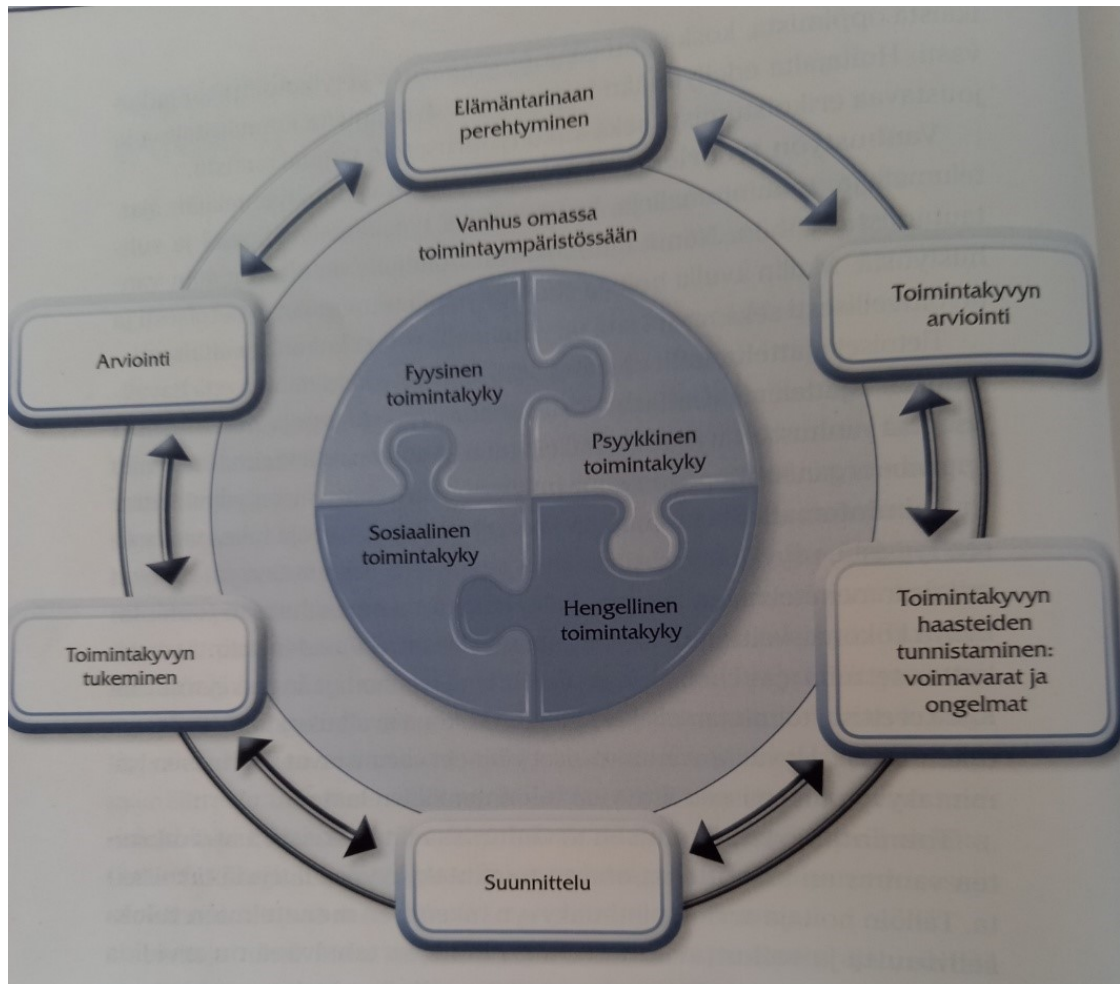 Elämäntarinaan
perehtyminen
Vanhus omassa
toimintaympäristössään
Toimintakyvyn
arviointi
Arviointi
Fyysinen
toimintakyky
Psyykkinen
toimintakyky
Sosiaalinen
toimintakyky
Hengellinen
toimintakyky
Toimintakyvyn
haasteiden
tunnistaminen:
voimavarat ja
ongelmat
Toimintakyvyn
tukeminen
Suunnittelu